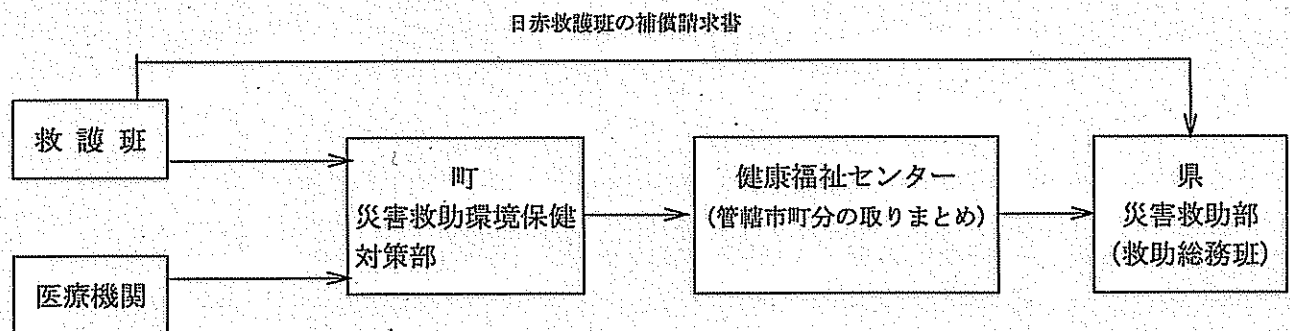 日赤救護班の補償請求書
救護班
町
災害救助環境保健
対策部
健康福祉センター
(管轄市町分の取りまとめ)
県
災害救助部
(救助総務班)
医療機関